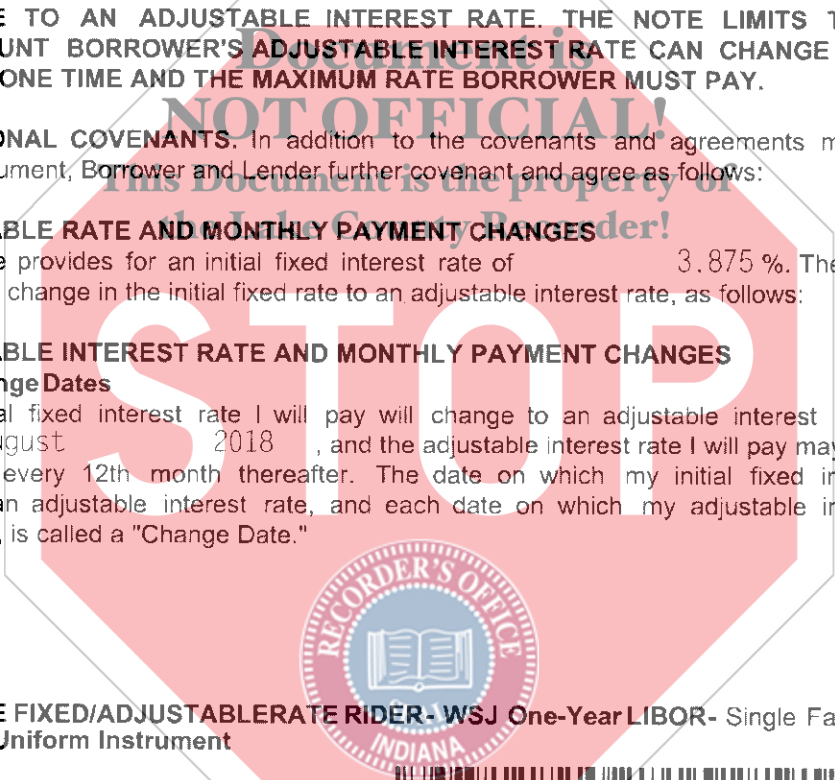 E TO AN ADJUSTABLE INTEREST RATE. THE NOTE LIMITS T
UNT BORROWER'S ADJUSTABLE INTEREST RATE CAN CHANGE
ONE TIME AND THE MAXIMUM RATE BORROWER MUST PAY.
Document is
NOT OFFICIAL!
This Document is the property of
the Lake County Recorder!
ONAL COVENANTS. In addition to the covenants and agreements m
ument, Borrower and Lender further covenant and agree as follows:
ABLE RATE AND MONTHLY PAYMENT CHANGES
e provides for an initial fixed interest rate of 3.875 %. The
change in the initial fixed rate to an adjustable interest rate, as follows:
STOP
ABLE INTEREST RATE AND MONTHLY PAYMENT CHANGES
nge Dates
al fixed interest rate I will pay will change to an adjustable interest
ugust 2018 , and the adjustable interest rate I will pay may
every 12th month thereafter. The date on which my initial fixed in
an adjustable interest rate, and each date on which my adjustable in
, is called a "Change Date."
RECORDER'S OFFICE
INDIANA
E FIXED/ADJUSTABLE RATE RIDER - WSJ One-Year LIBOR- Single Fa
Uniform Instrument